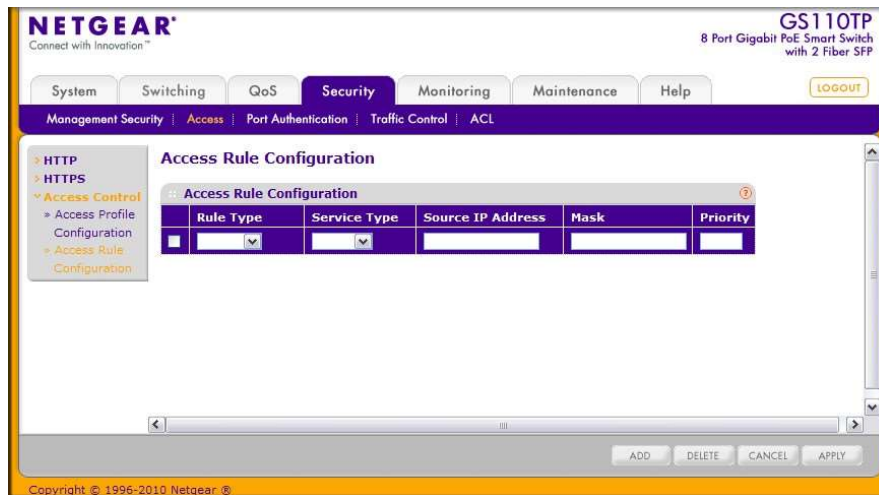 NETGEAR®
Connect with Innovation™
GS110TP
8 Port Gigabit PoE Smart Switch
with 2 Fiber SFP
System Switching QoS Security Monitoring Maintenance Help LOGOUT
Management Security Access Port Authentication Traffic Control ACL
HTTP
HTTPS
Access Control
» Access Profile
Configuration
» Access Rule
Configuration
Access Rule Configuration
Access Rule Configuration ?
Rule Type Service Type Source IP Address Mask Priority
ADD DELETE CANCEL APPLY
Copyright © 1996-2010 Netgear ®